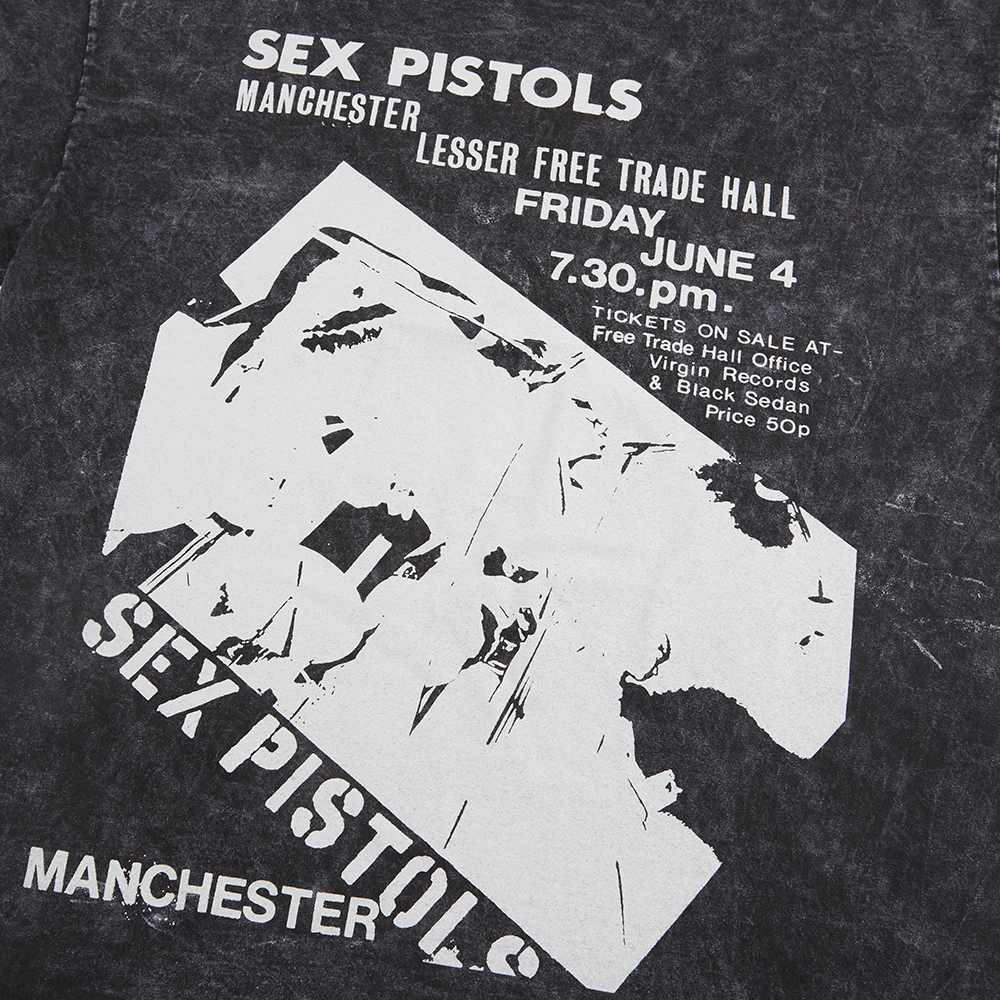 SEX PISTOLS
MANCHESTER
LESSER FREE TRADE HALL
FRIDAY
JUNE 4
7.30.pm.
TICKETS ON SALE AT-
Free Trade Hall Office
Virgin Records
& Black Sedan
Price 50p
SEX PISTOLS
MANCHESTER